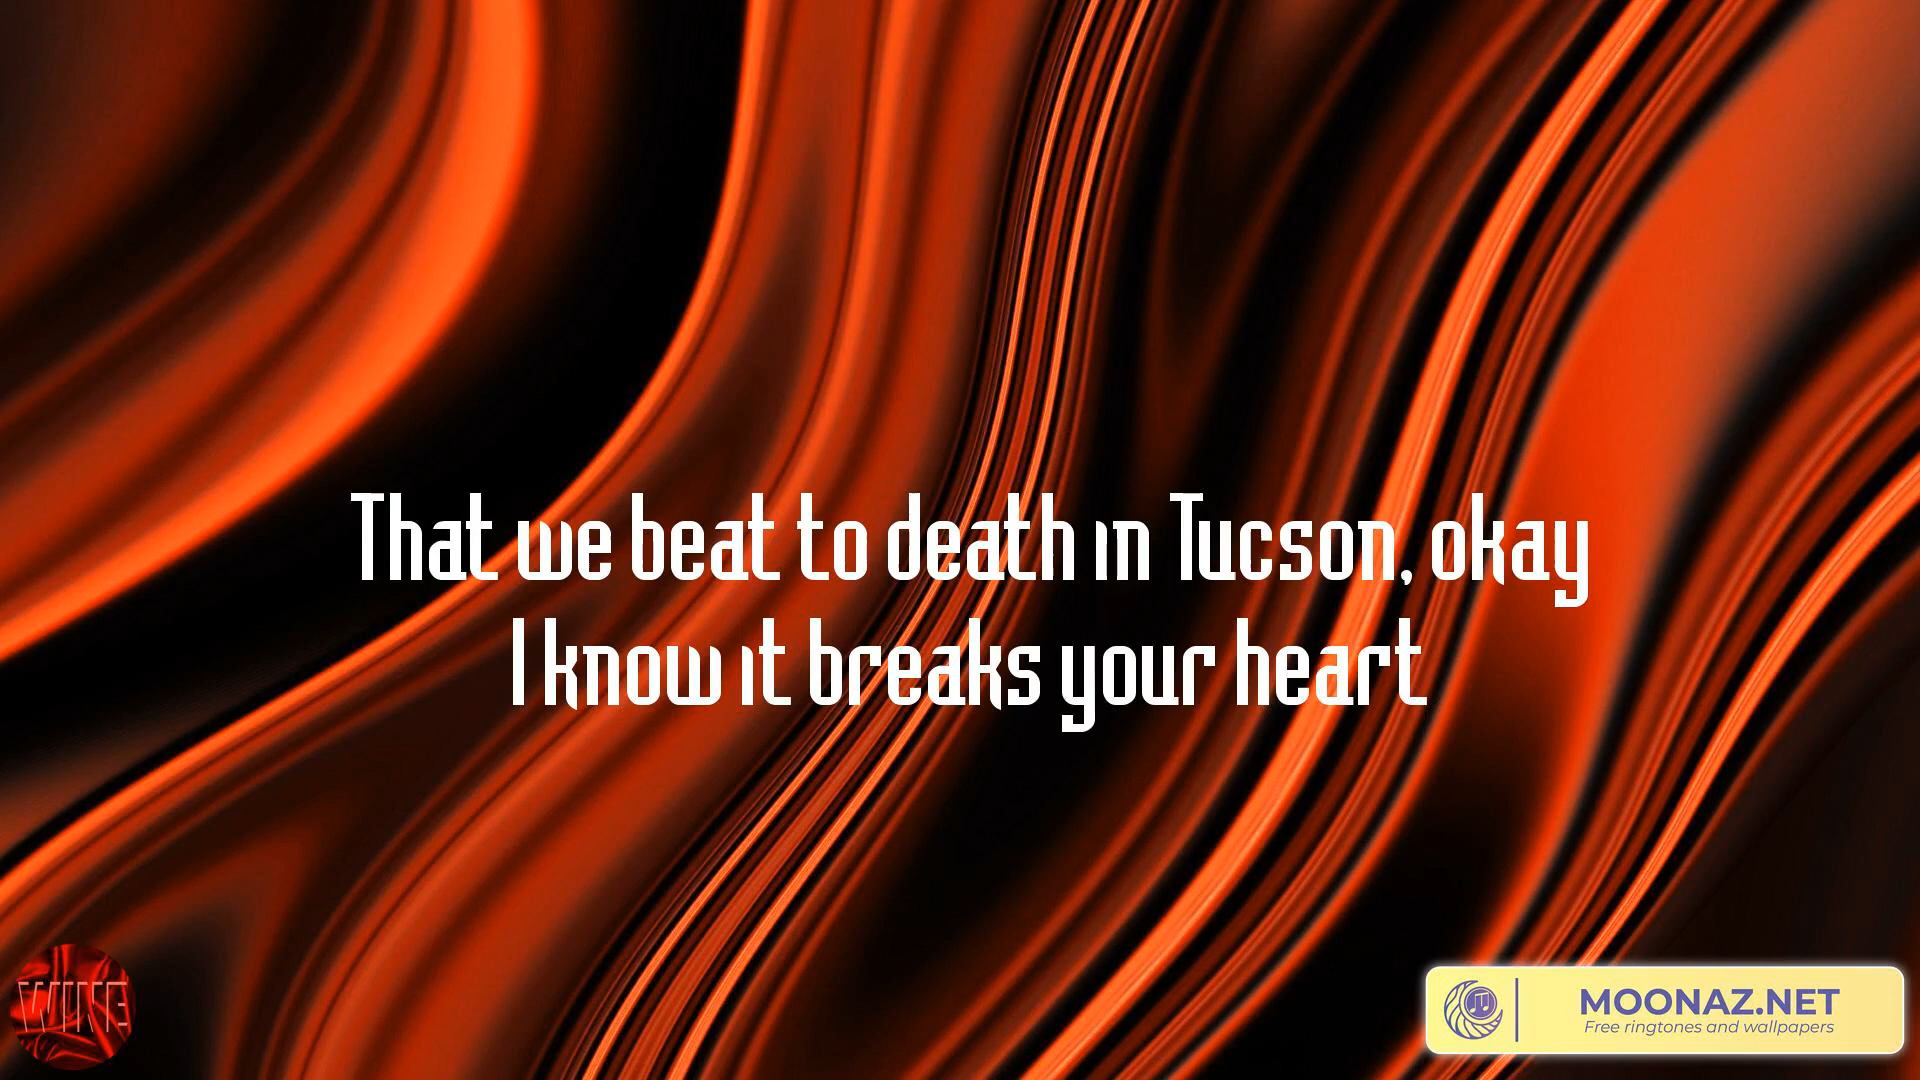 That we beat to death in Tucson, okay
I know it breaks your heart
WINE
MOONAZ.NET
Free ringtones and wallpapers